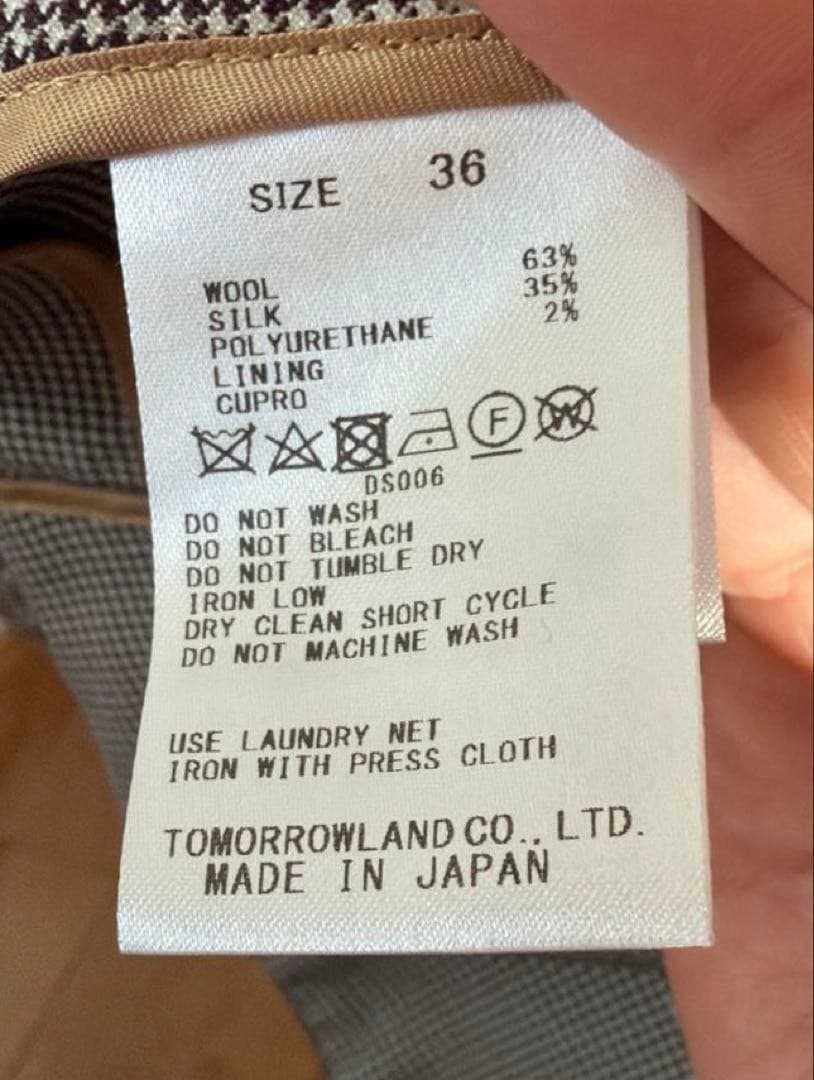 SIZE 36
WOOL 63%
SILK 35%
POLYURETHANE 2%
LINING
CUPRO
F W
DS006
DO NOT WASH
DO NOT BLEACH
DO NOT TUMBLE DRY
IRON LOW
DRY CLEAN SHORT CYCLE
DO NOT MACHINE WASH
USE LAUNDRY NET
IRON WITH PRESS CLOTH
TOMORROWLAND CO., LTD.
MADE IN JAPAN